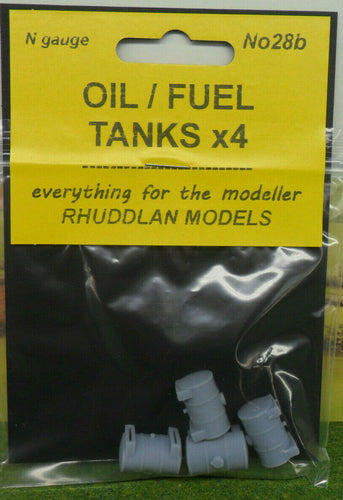 N gauge No28b
OIL / FUEL
TANKS x4
everything for the modeller
RHUDDLAN MODELS